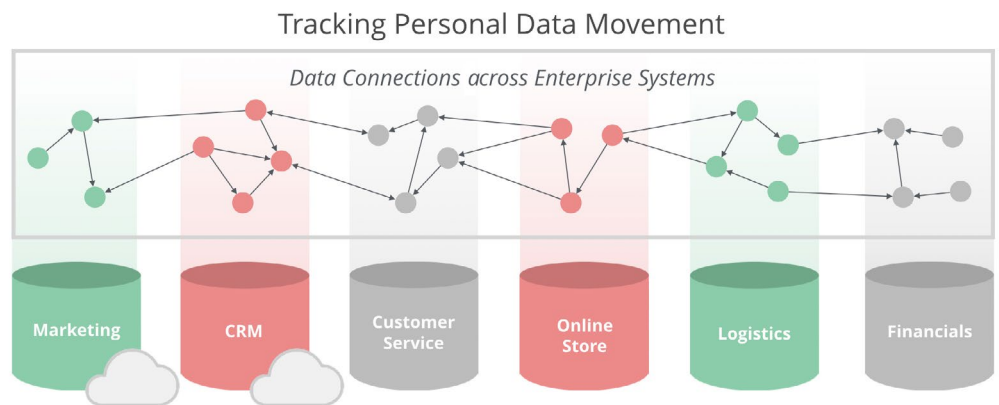 Tracking Personal Data Movement
Data Connections across Enterprise Systems
Marketing
CRM
Customer
Service
Online
Store
Logistics
Financials